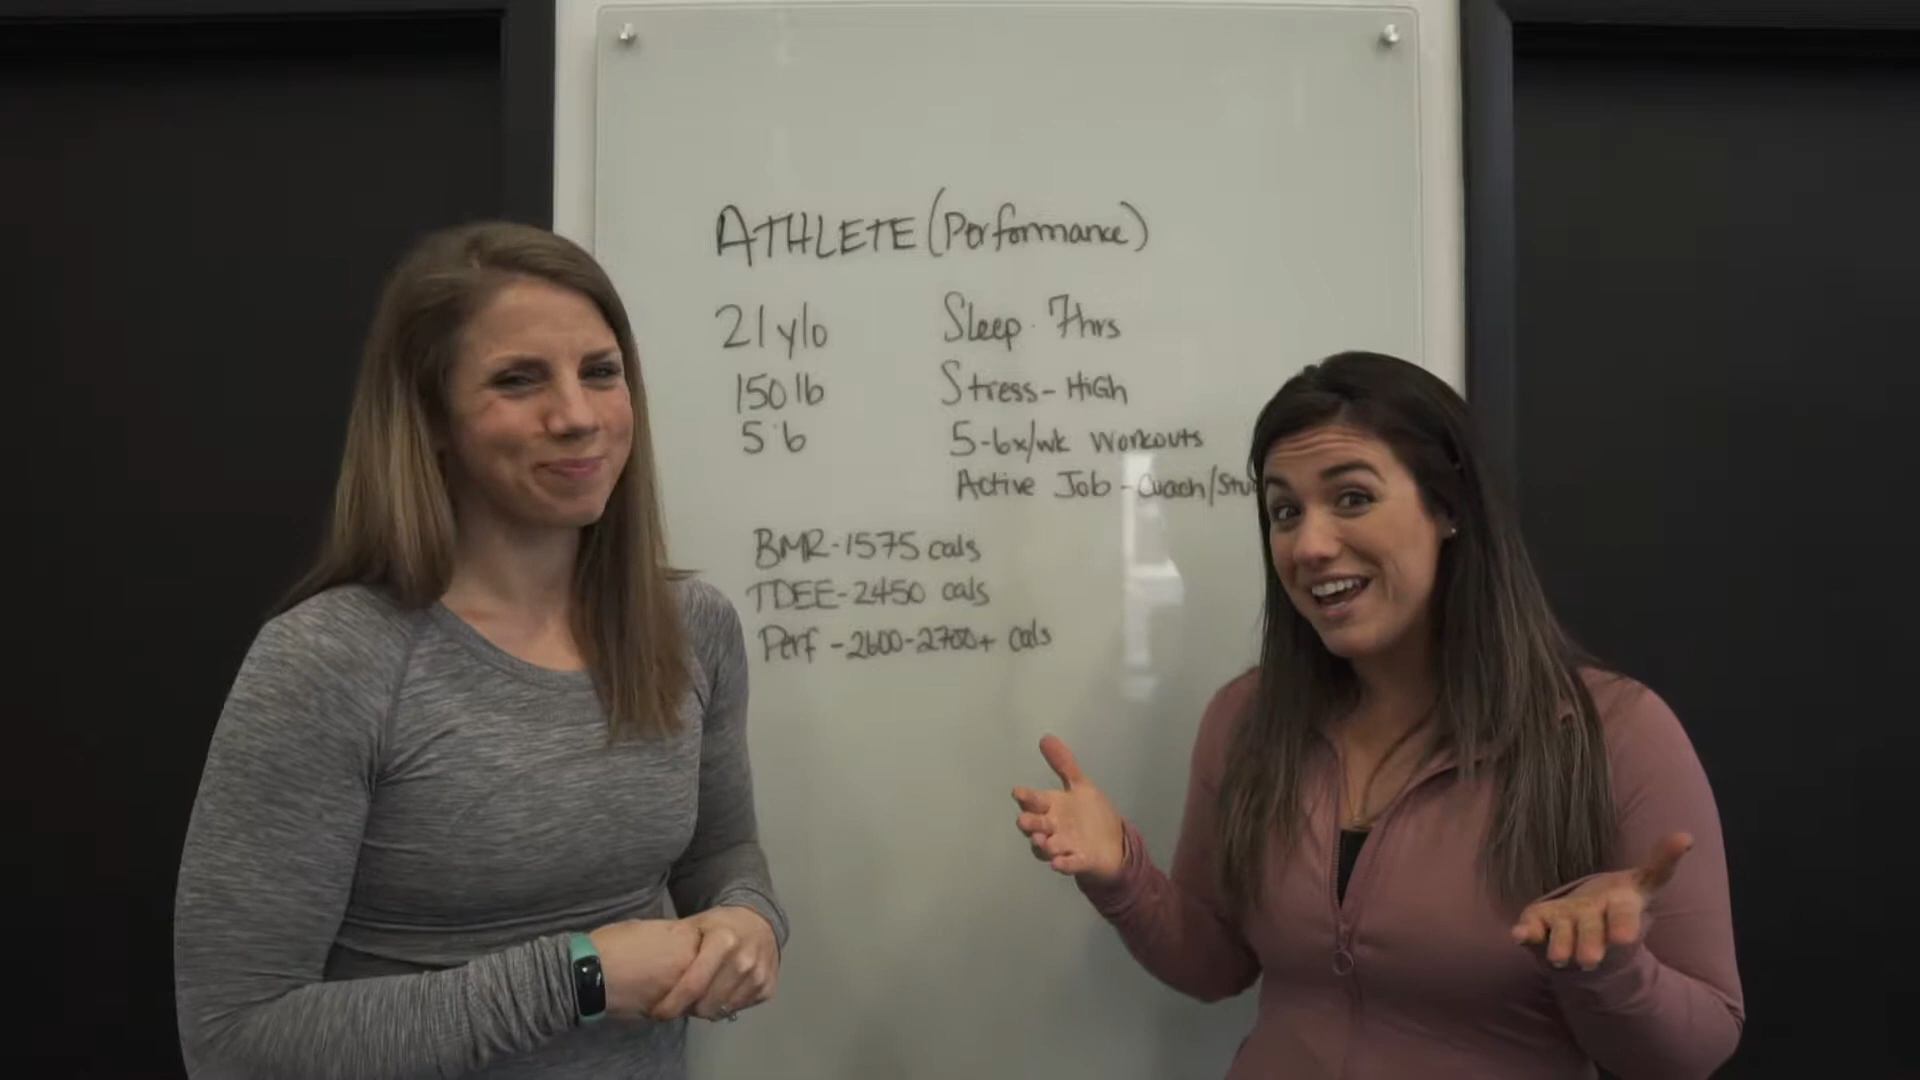 ATHLETE (Performance)
21 y/o
150 lb
5'6
Sleep. 7hrs
Stress - HiGh
5-6x/wk Workouts
Active Job - Coach/Stu
BMR - 1575 cals
TDEE - 2450 cals
Perf - 2600-2700+ cals